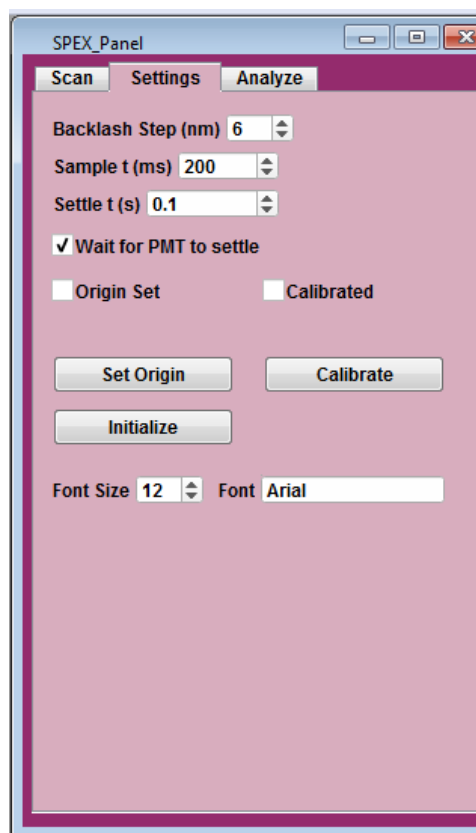 SPEX_Panel
Scan Settings Analyze
Backlash Step (nm) 6
Sample t (ms) 200
Settle t (s) 0.1
Wait for PMT to settle
Origin Set Calibrated
Set Origin Calibrate
Initialize
Font Size 12 Font Arial